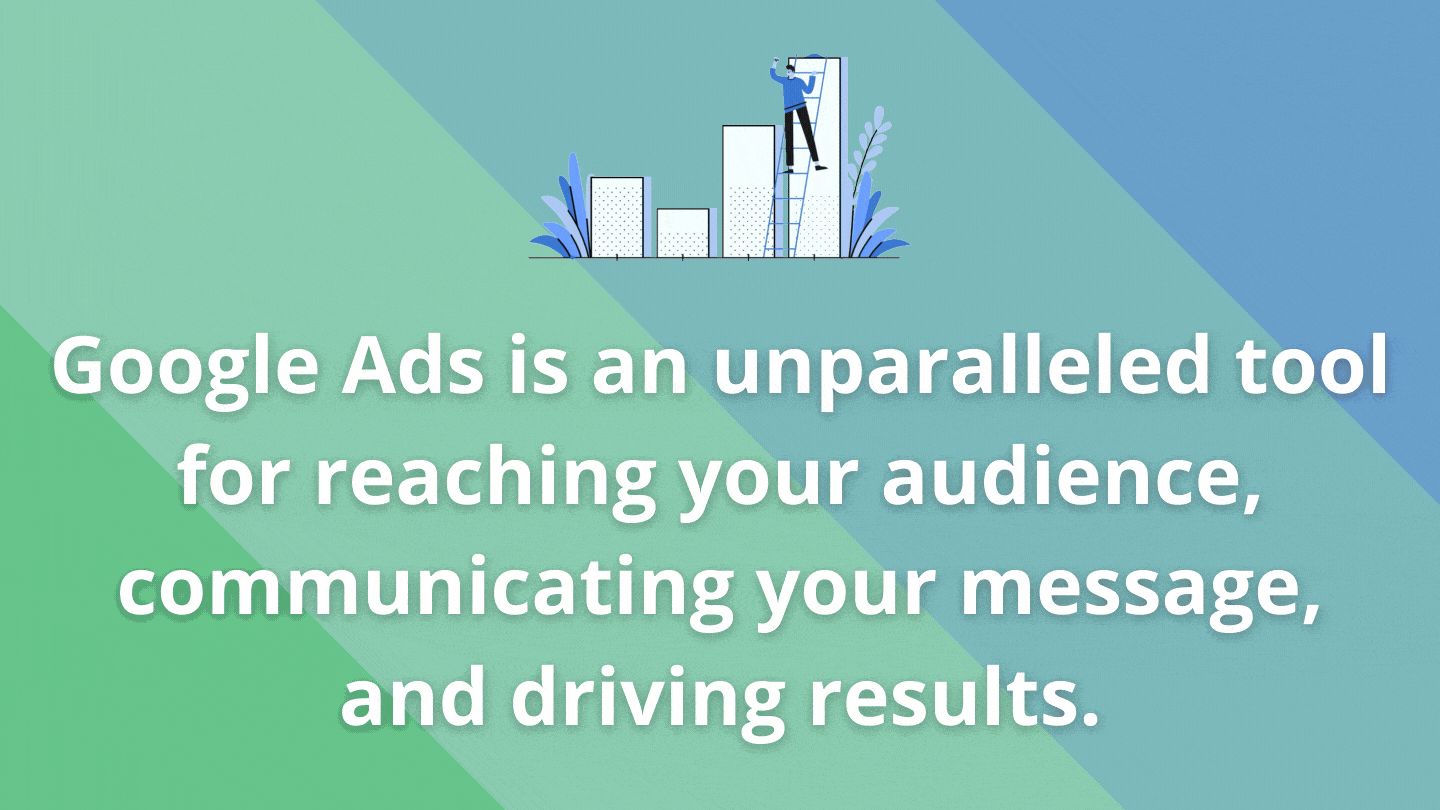 Google Ads is an unparalleled tool
for reaching your audience,
communicating your message,
and driving results.